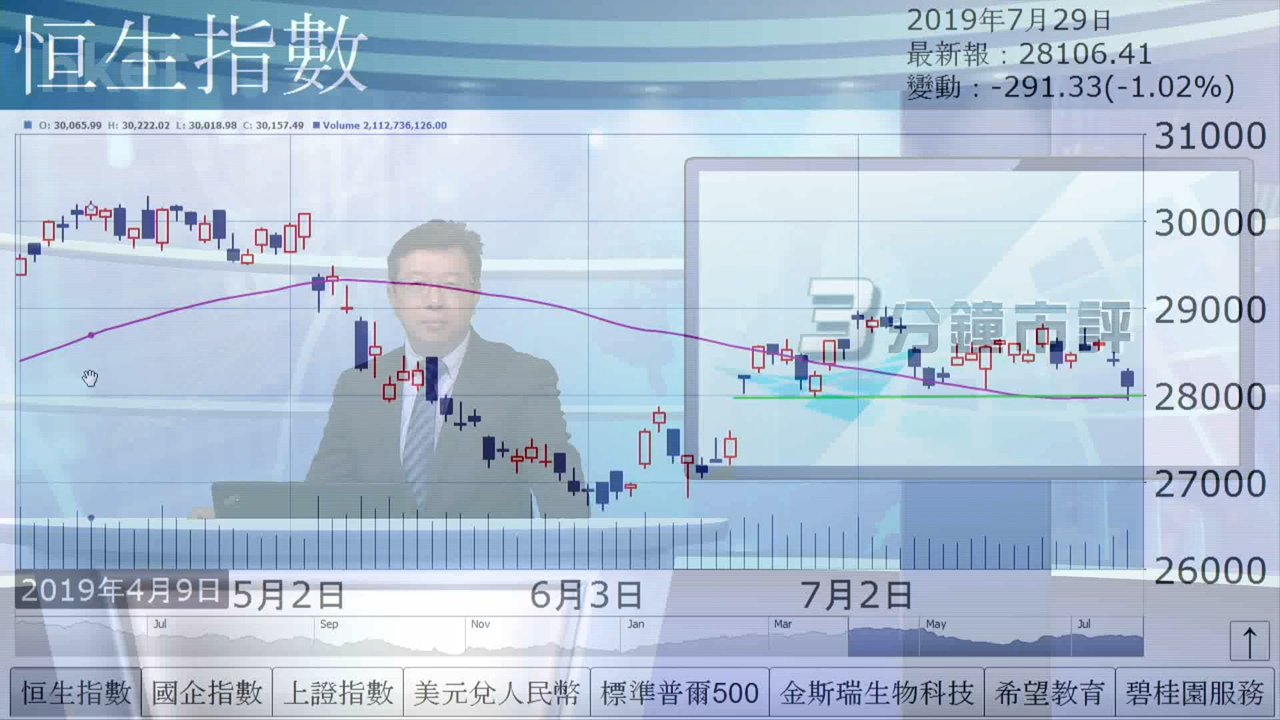 恒生指數
2019年7月29日
最新報：28106.41
變動：-291.33(-1.02%)
O: 30,065.99 H: 30,222.02 L: 30,018.98 C: 30,157.49 Volume 2,112,736,126.00
31000
30000
29000
3分鐘市評
28000
27000
26000
2019年4月9日 5月2日 6月3日 7月2日
Jul Sep Nov Jan Mar May Jul
恒生指數 國企指數 上證指數 美元兌人民幣 標準普爾500 金斯瑞生物科技 希望教育 碧桂園服務